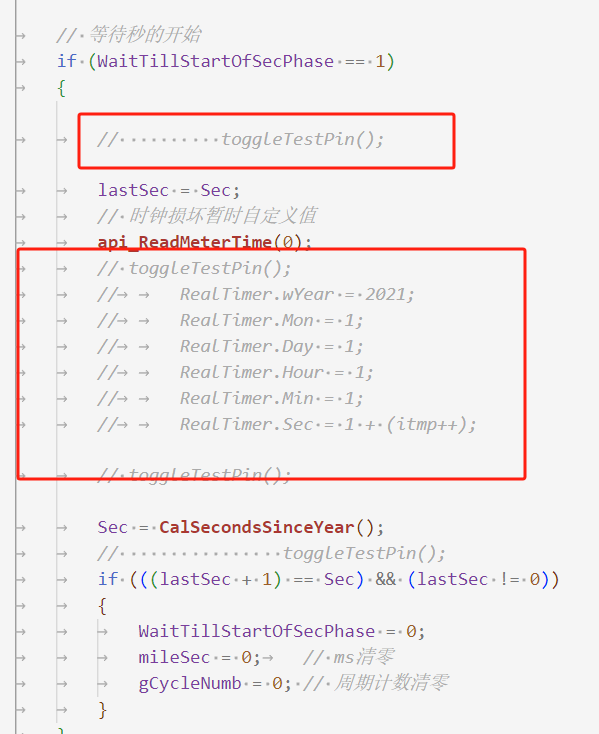 // 等待秒的开始
if (WaitTillStartOfSecPhase == 1)
{
//          toggleTestPin();
lastSec = Sec;
// 时钟损坏暂时自定义值
api_ReadMeterTime(0);
// toggleTestPin();
// RealTimer.wYear = 2021;
// RealTimer.Mon = 1;
// RealTimer.Day = 1;
// RealTimer.Hour = 1;
// RealTimer.Min = 1;
// RealTimer.Sec = 1 + (itmp++);
// toggleTestPin();
Sec = CalSecondsSinceYear();
//                toggleTestPin();
if (((lastSec + 1) == Sec) && (lastSec != 0))
{
WaitTillStartOfSecPhase = 0;
mileSec = 0; // ms清零
gCycleNumb = 0; // 周期计数清零
}
}